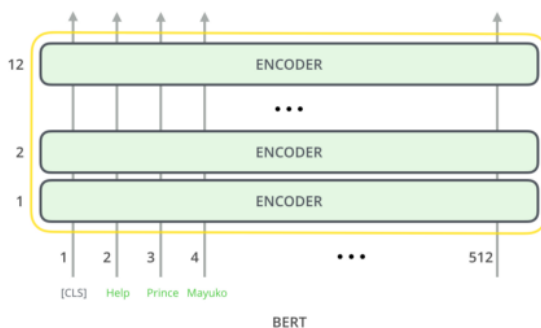 12 ENCODER
•••
2 ENCODER
1 ENCODER
1 2 3 4 ••• 512
[CLS] Help Prince Mayuko
BERT